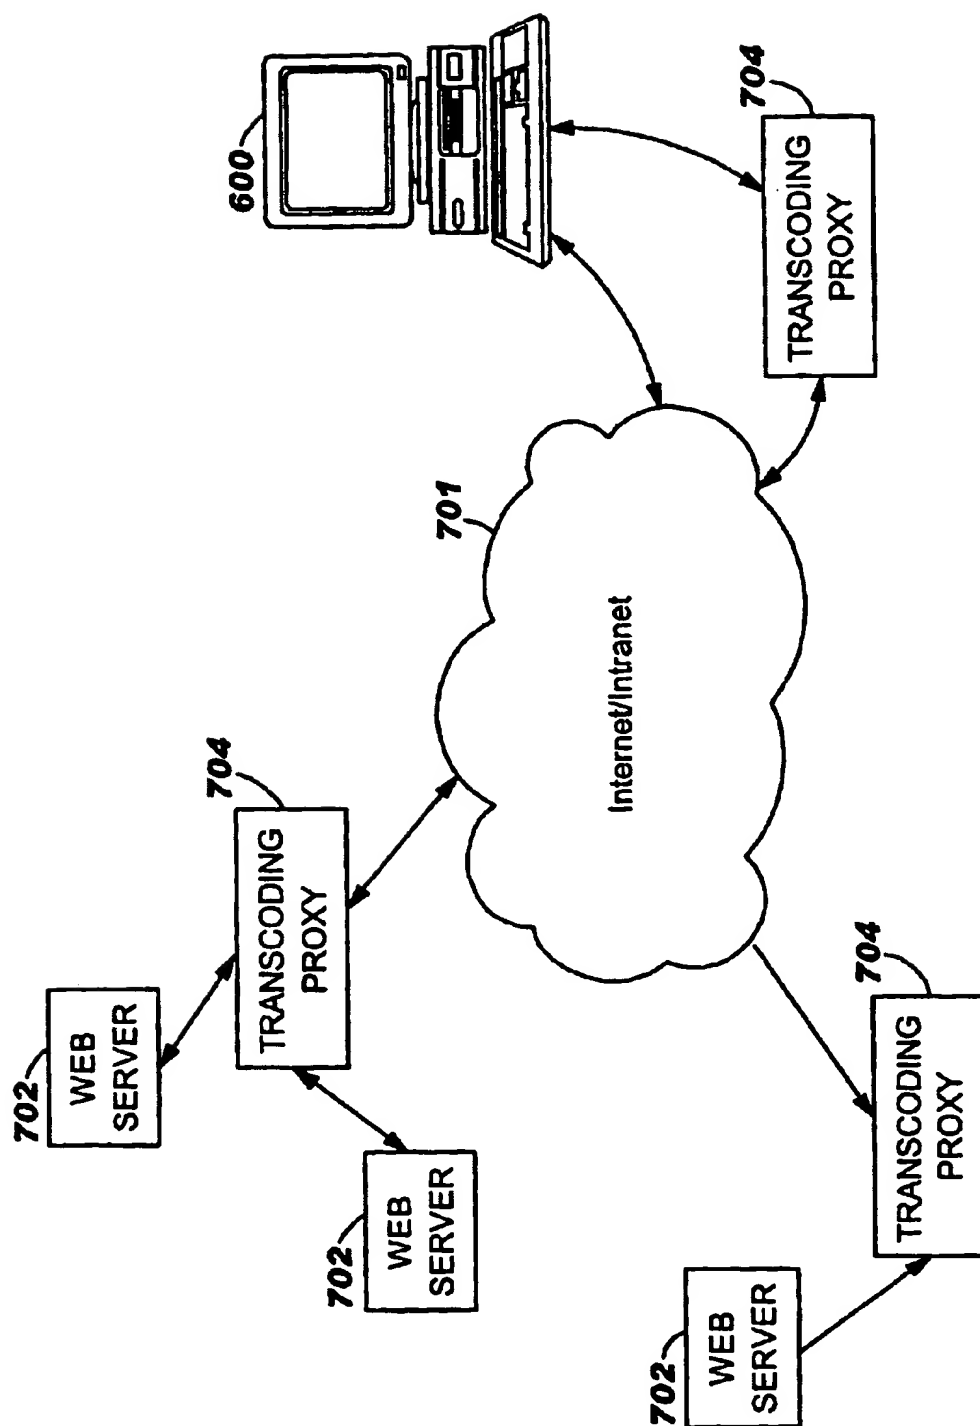 702
WEB
SERVER
704
TRANSCODING
PROXY
600
702
WEB
SERVER
701
Internet/Intranet
702
WEB
SERVER
704
TRANSCODING
PROXY
704
TRANSCODING
PROXY